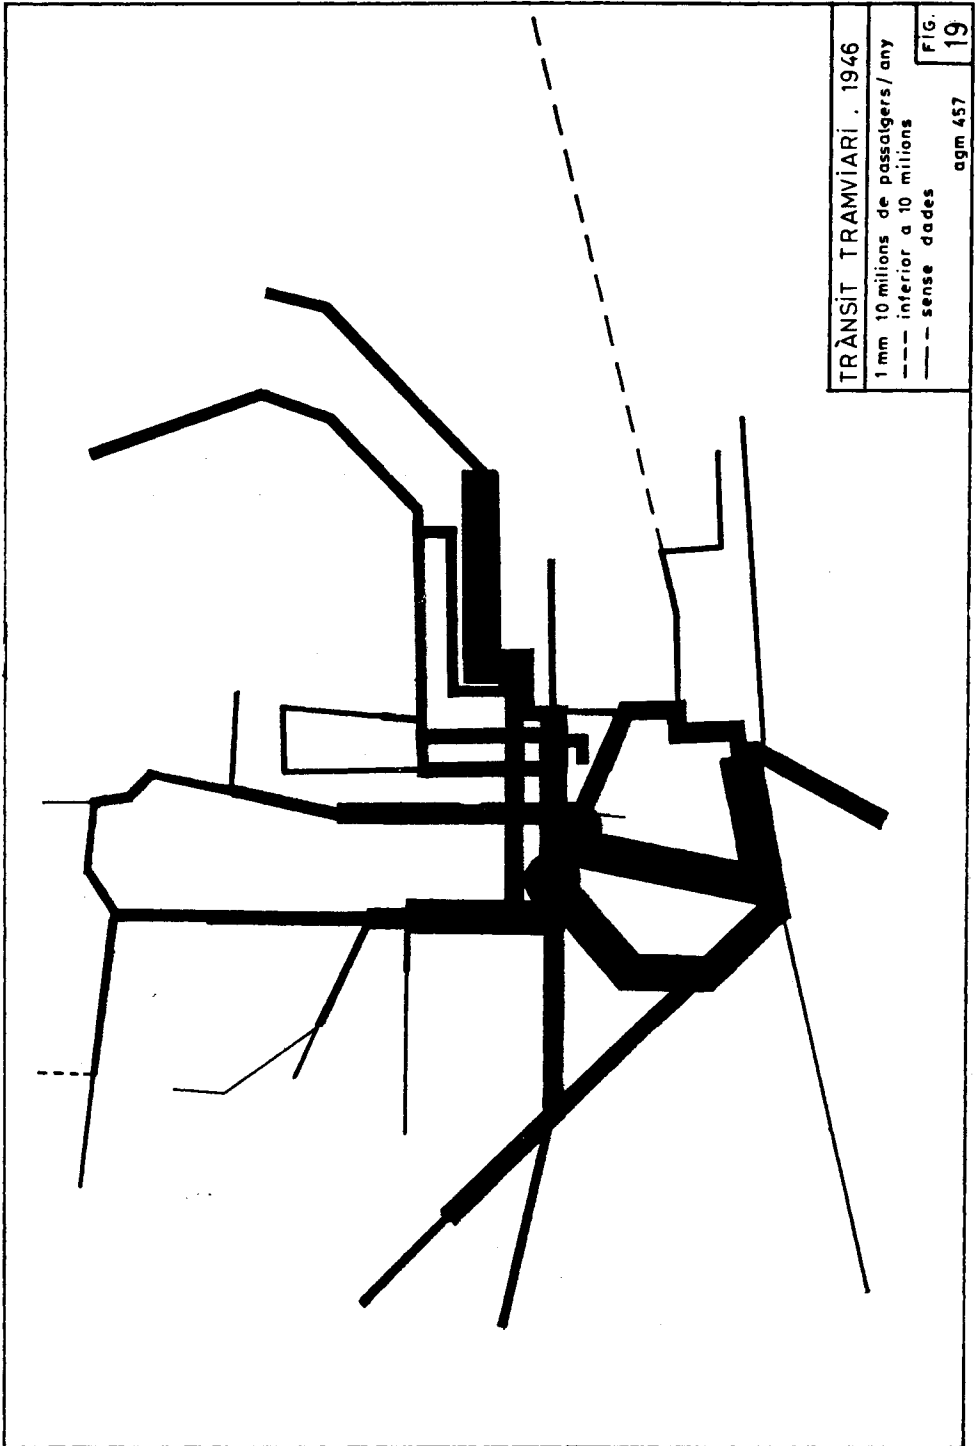 TRÀNSiT TRAMViARi . 1946
1 mm 10 milions de passatgers / any
--- inferior a 10 milions
—·— sense dades
agm 457
FiG.
19